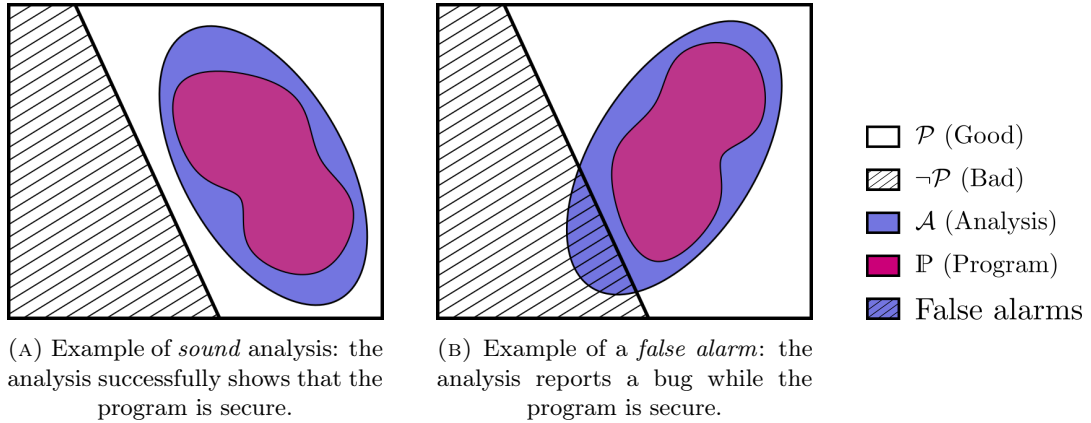 𝒫 (Good)
¬𝒫 (Bad)
𝒜 (Analysis)
ℙ (Program)
False alarms
(A) Example of sound analysis: the
analysis successfully shows that the
program is secure.
(B) Example of a false alarm: the
analysis reports a bug while the
program is secure.